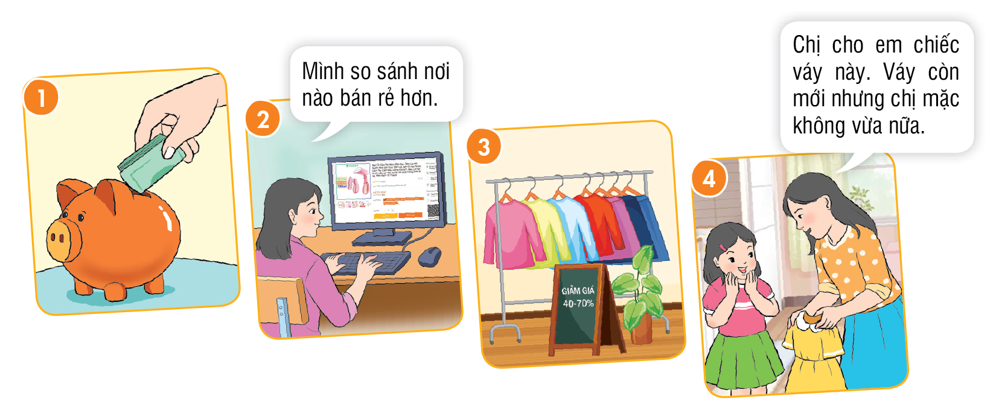 1
Mình so sánh nơi
nào bán rẻ hơn.
2
3
GIẢM GIÁ
40-70%
Chị cho em chiếc
váy này. Váy còn
mới nhưng chị mặc
không vừa nữa.
4